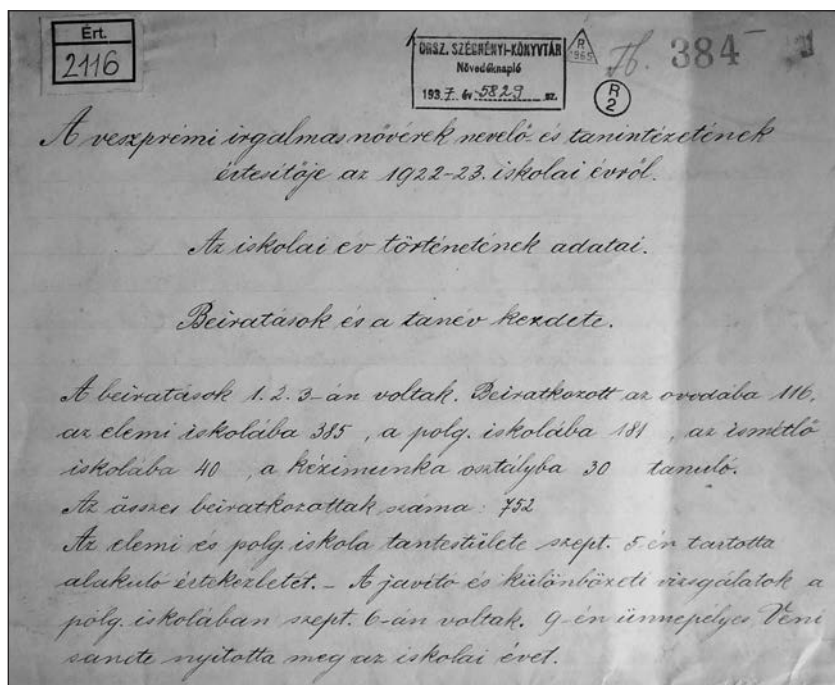 Ért.
2116
ORSZ. SZÉCHÉNYI-KÖNYVTÁR
Növedéknapló
1937. év 5829 sz.
R
1965
R
2
384
A veszprémi irgalmas nővérek nevelő- és tanintézetének
értesítője az 1922-23. iskolai évről.
Az iskolai év történetének adatai.
Beiratások és a tanév kezdete.
A beiratások 1. 2. 3-án voltak. Beiratkozott az ovodába 116,
az elemi iskolába 385, a polg. iskolába 181, az ismétlő
iskolába 40, a kézimunka osztályba 30 tanuló.
Az összes beiratkozottak száma: 752
Az elemi és polg. iskola tantestülete szept. 5-én tartotta
alakuló értekezletét. - A javító és különbözeti vizsgálatok a
polg. iskolában szept. 6-án voltak. 9-én ünnepélyes Veni
sancte nyitotta meg az iskolai évet.